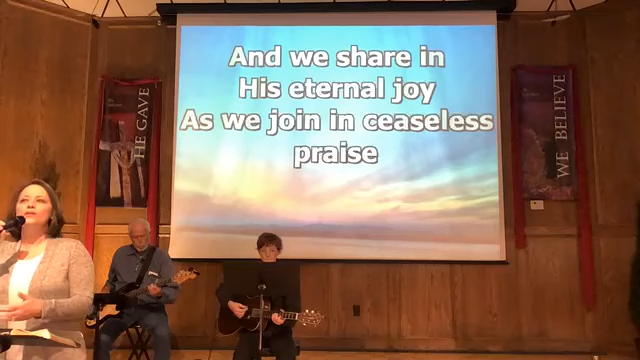 And we share in
His eternal joy
As we join in ceaseless
praise
HE GAVE
WE BELIEVE